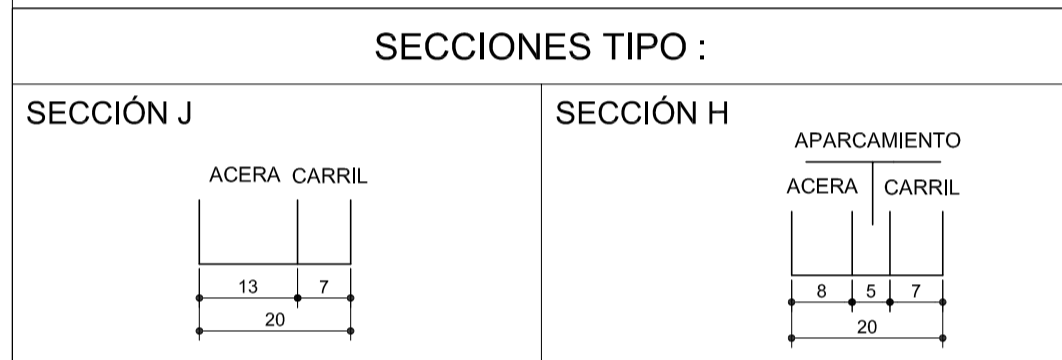 SECCIONES TIPO :
SECCIÓN J
ACERA CARRIL
13 7
20
SECCIÓN H
APARCAMIENTO
ACERA CARRIL
8 5 7
20